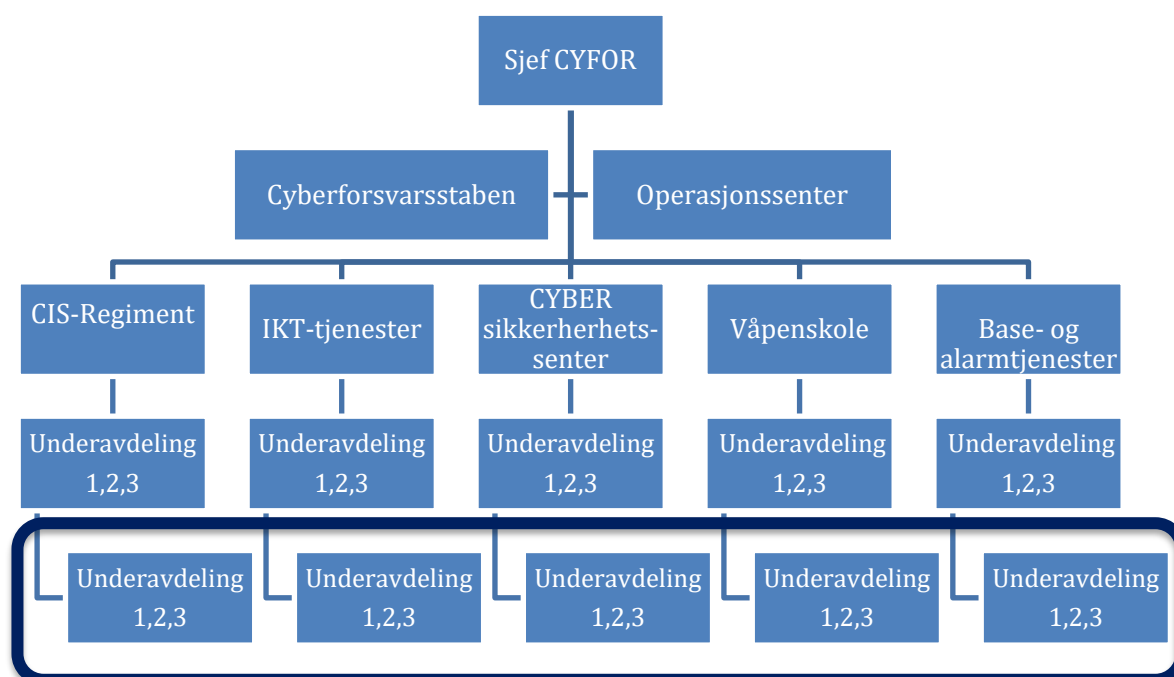 Sjef CYFOR
Cyberforsvarsstaben
Operasjonssenter
CIS-Regiment
IKT-tjenester
CYBER
sikkerherhets-
senter
Våpenskole
Base- og
alarmtjenester
Underavdeling
1,2,3
Underavdeling
1,2,3
Underavdeling
1,2,3
Underavdeling
1,2,3
Underavdeling
1,2,3
Underavdeling
1,2,3
Underavdeling
1,2,3
Underavdeling
1,2,3
Underavdeling
1,2,3
Underavdeling
1,2,3